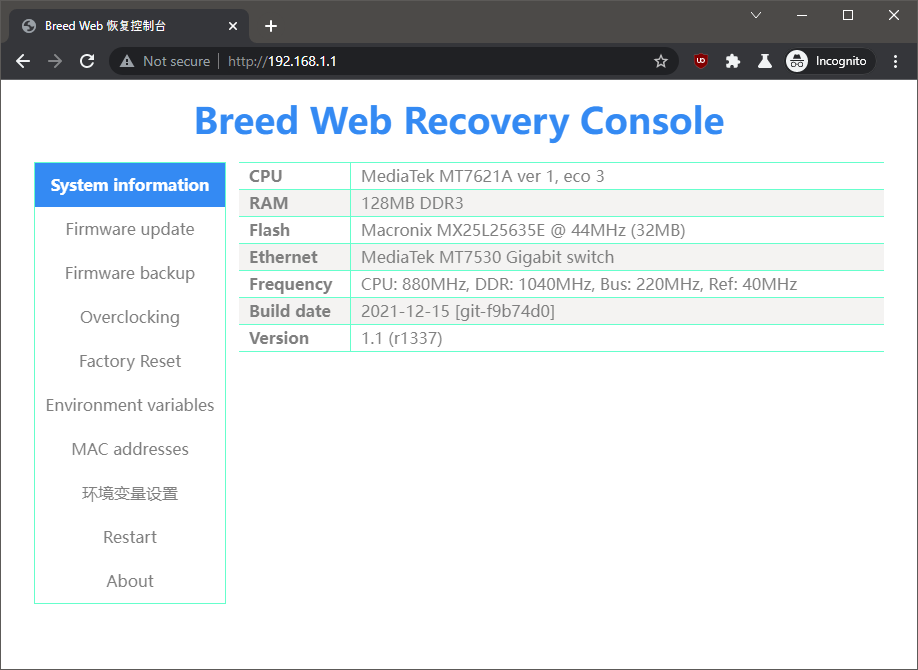 Breed Web 恢复控制台
Not secure | http://192.168.1.1
UD
Incognito
Breed Web Recovery Console
System information
Firmware update
Firmware backup
Overclocking
Factory Reset
Environment variables
MAC addresses
环境变量设置
Restart
About
CPU MediaTek MT7621A ver 1, eco 3
RAM 128MB DDR3
Flash Macronix MX25L25635E @ 44MHz (32MB)
Ethernet MediaTek MT7530 Gigabit switch
Frequency CPU: 880MHz, DDR: 1040MHz, Bus: 220MHz, Ref: 40MHz
Build date 2021-12-15 [git-f9b74d0]
Version 1.1 (r1337)